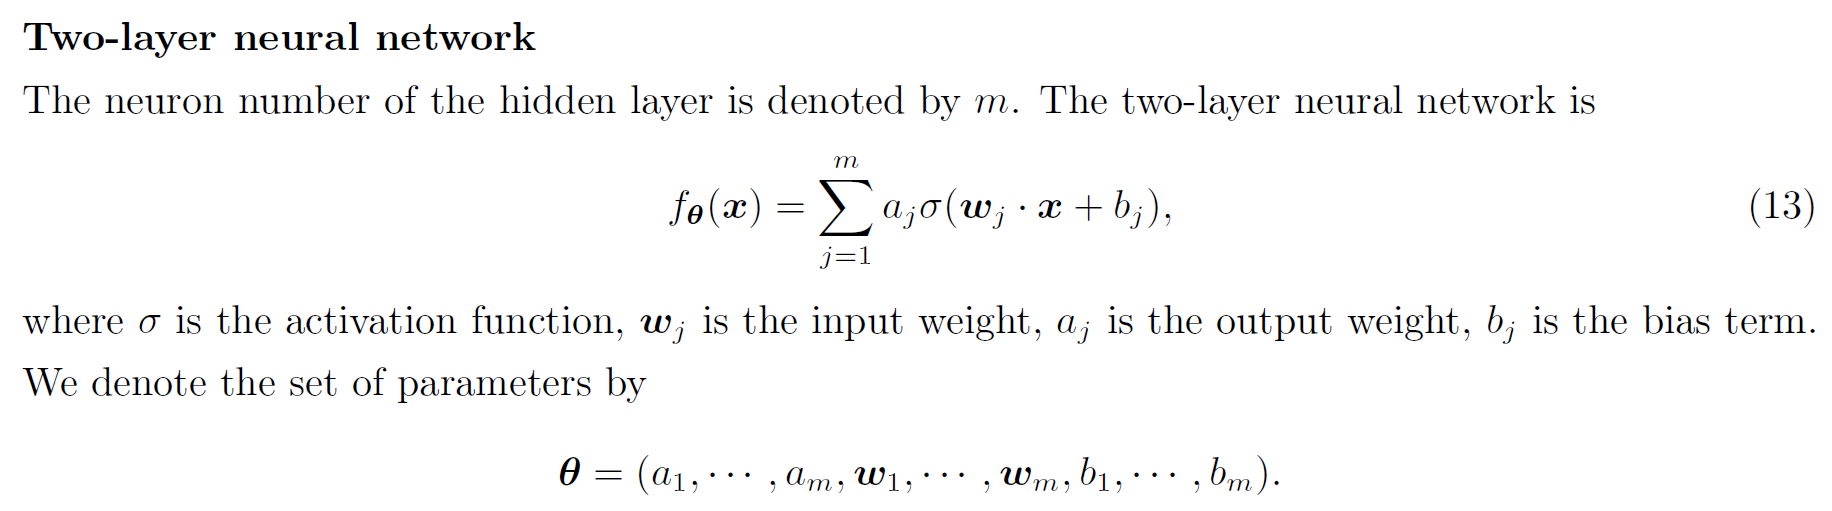 Two-layer neural network
The neuron number of the hidden layer is denoted by m. The two-layer neural network is
f_θ(x) = ∑_{j=1}^{m} a_j σ(w_j · x + b_j), (13)
where σ is the activation function, w_j is the input weight, a_j is the output weight, b_j is the bias term.
We denote the set of parameters by
θ = (a_1, ⋯ , a_m, w_1, ⋯ , w_m, b_1, ⋯ , b_m).